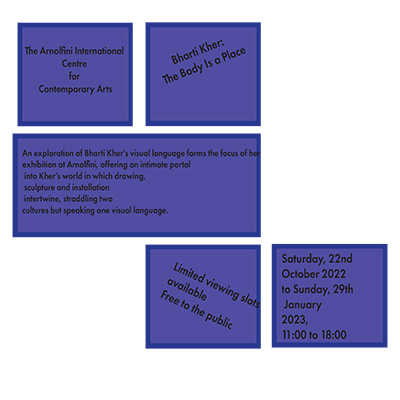 The Arnolfini International
Centre
for
Contemporary Arts
Bharti Kher:
The Body Is a Place
An exploration of Bharti Kher's visual language forms the focus of her
exhibition at Arnolfini, offering an intimate portal
into Kher's world in which drawing,
sculpture and installation
intertwine, straddling two
cultures but speaking one visual language.
Limited viewing slots
available
Free to the public
Saturday, 22nd
October 2022
to Sunday, 29th
January
2023,
11:00 to 18:00